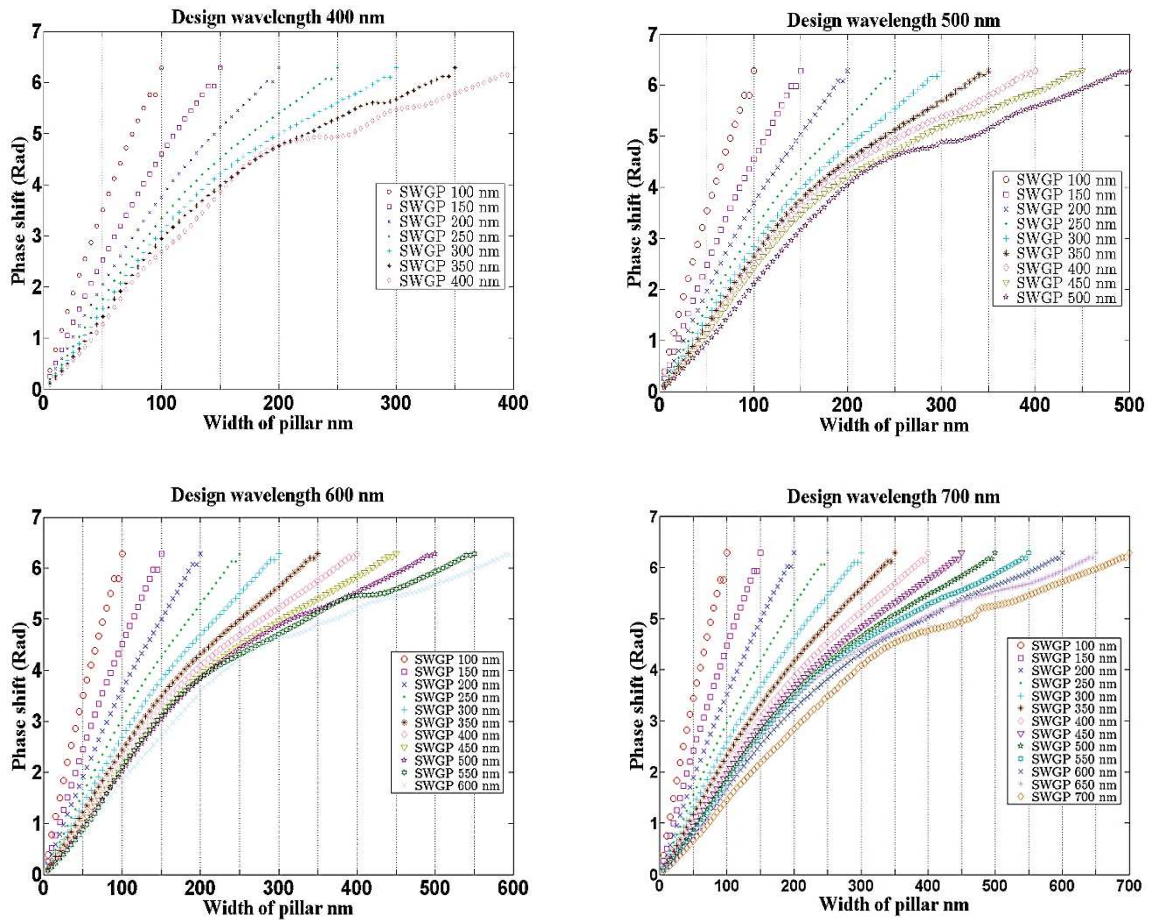 Design wavelength 400 nm
7
6
5
4
3
2
1
0
Phase shift (Rad)
SWGP 100 nm
SWGP 150 nm
SWGP 200 nm
SWGP 250 nm
SWGP 300 nm
SWGP 350 nm
SWGP 400 nm
0 100 200 300 400
Width of pillar nm
Design wavelength 500 nm
7
6
5
4
3
2
1
0
Phase shift (Rad)
SWGP 100 nm
SWGP 150 nm
SWGP 200 nm
SWGP 250 nm
SWGP 300 nm
SWGP 350 nm
SWGP 400 nm
SWGP 450 nm
SWGP 500 nm
0 100 200 300 400 500
Width of pillar nm
Design wavelength 600 nm
7
6
5
4
3
2
1
0
Phase shift (Rad)
SWGP 100 nm
SWGP 150 nm
SWGP 200 nm
SWGP 250 nm
SWGP 300 nm
SWGP 350 nm
SWGP 400 nm
SWGP 450 nm
SWGP 500 nm
SWGP 550 nm
SWGP 600 nm
0 100 200 300 400 500 600
Width of pillar nm
Design wavelength 700 nm
7
6
5
4
3
2
1
0
Phase shift (Rad)
SWGP 100 nm
SWGP 150 nm
SWGP 200 nm
SWGP 250 nm
SWGP 300 nm
SWGP 350 nm
SWGP 400 nm
SWGP 450 nm
SWGP 500 nm
SWGP 550 nm
SWGP 600 nm
SWGP 650 nm
SWGP 700 nm
0 100 200 300 400 500 600 700
Width of pillar nm